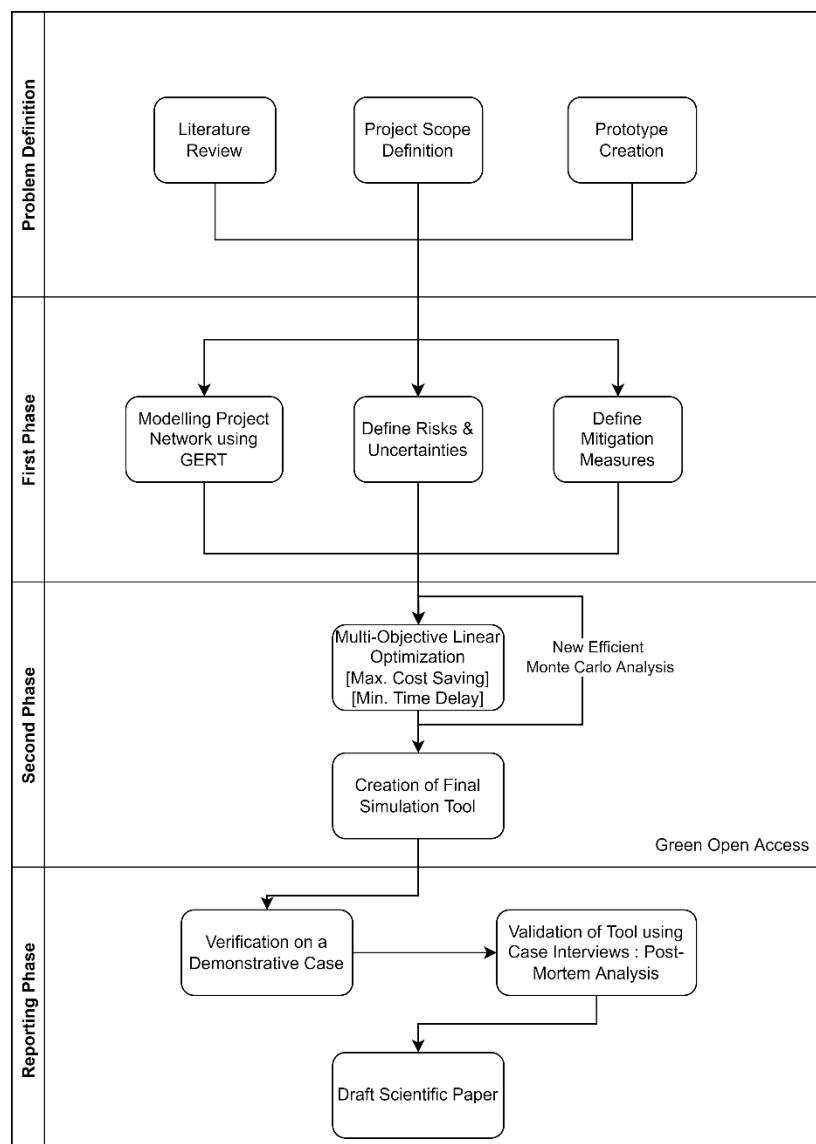 Problem Definition
Literature
Review
Project Scope
Definition
Prototype
Creation
First Phase
Modelling Project
Network using
GERT
Define Risks &
Uncertainties
Define
Mitigation
Measures
Second Phase
Multi-Objective Linear
Optimization
[Max. Cost Saving]
[Min. Time Delay]
New Efficient
Monte Carlo Analysis
Creation of Final
Simulation Tool
Green Open Access
Reporting Phase
Verification on a
Demonstrative Case
Validation of Tool using
Case Interviews : Post-
Mortem Analysis
Draft Scientific Paper